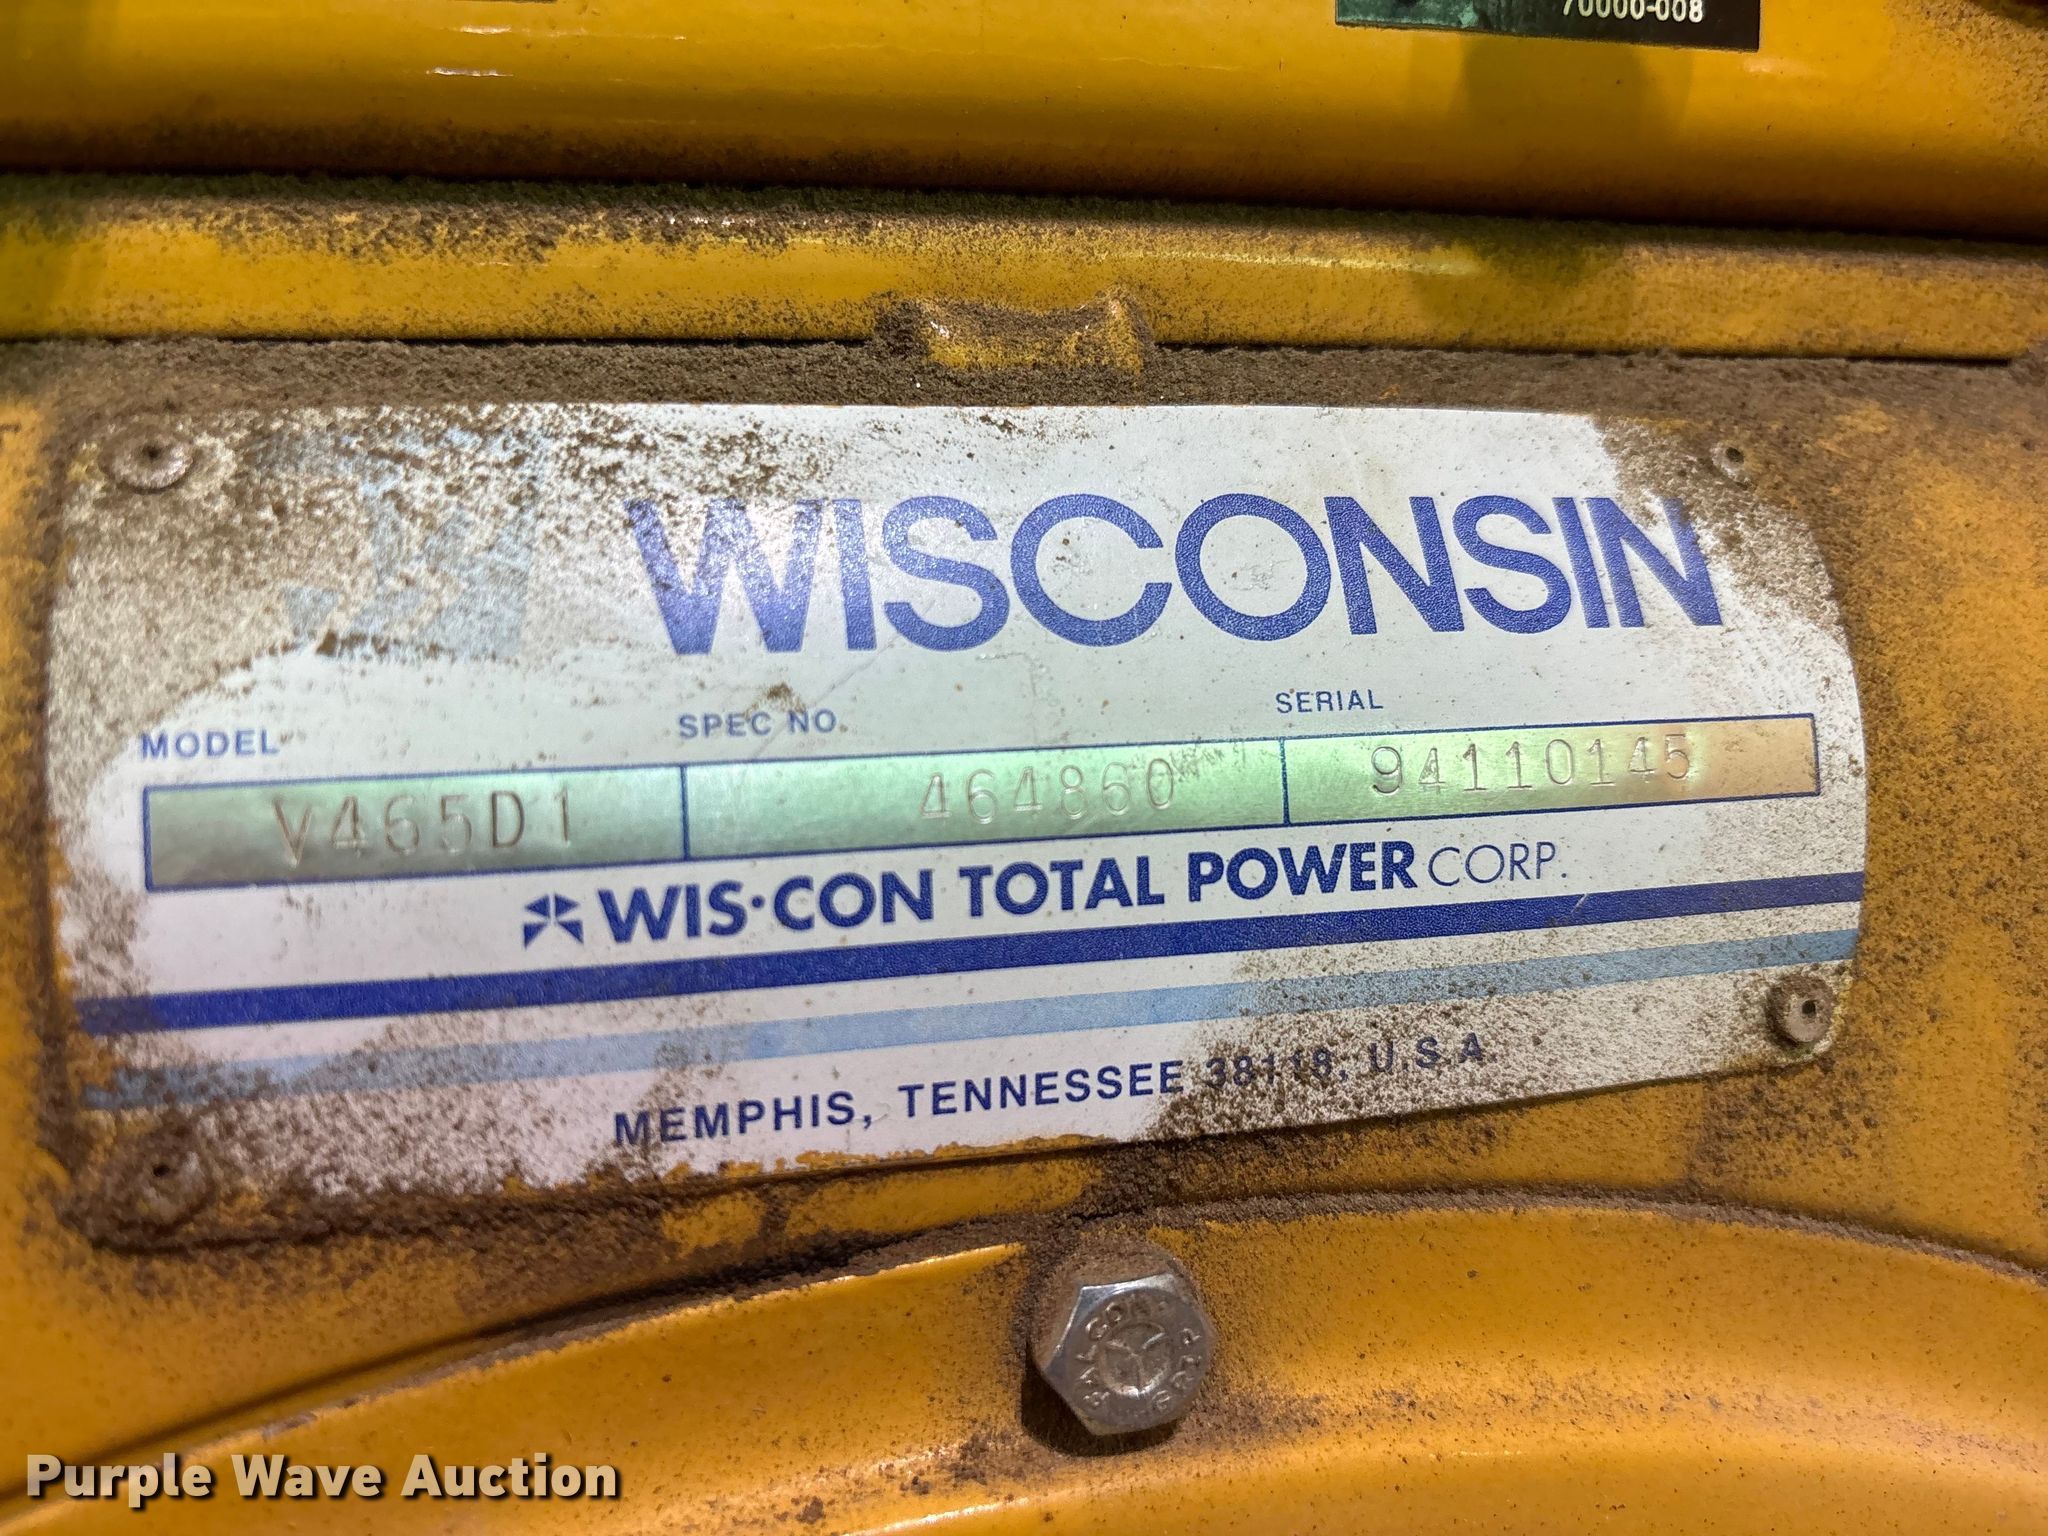 70000-008
WISCONSIN
MODEL SPEC NO. SERIAL
V465D1 464860 94110145
WIS·CON TOTAL POWER CORP.
MEMPHIS, TENNESSEE 38118, U.S.A.
Purple Wave Auction